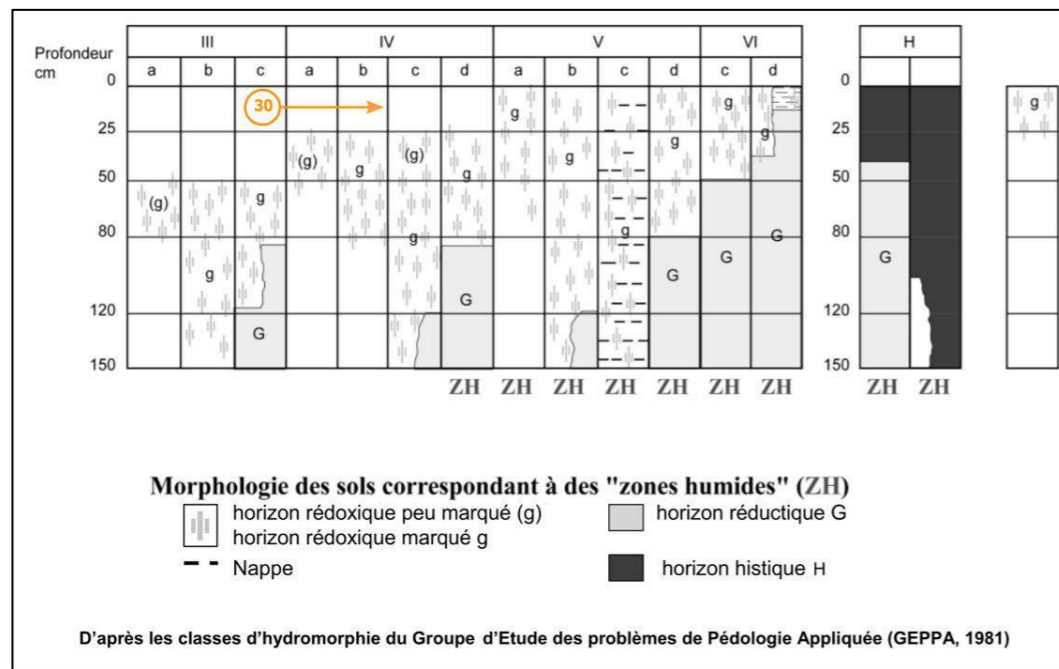 III IV V VI H
Profondeur
cm
a b c a b c d a b c d c d
0 0
30
g g g g
25 25
(g) g (g) g g g
50 50
(g) g
80 80
g g g G
G G G G
120 120
G
150 150
ZH ZH ZH ZH ZH ZH ZH ZH
Morphologie des sols correspondant à des "zones humides" (ZH)
horizon rédoxique peu marqué (g) horizon réductique G
horizon rédoxique marqué g
Nappe horizon histique H
D'après les classes d'hydromorphie du Groupe d'Etude des problèmes de Pédologie Appliquée (GEPPA, 1981)